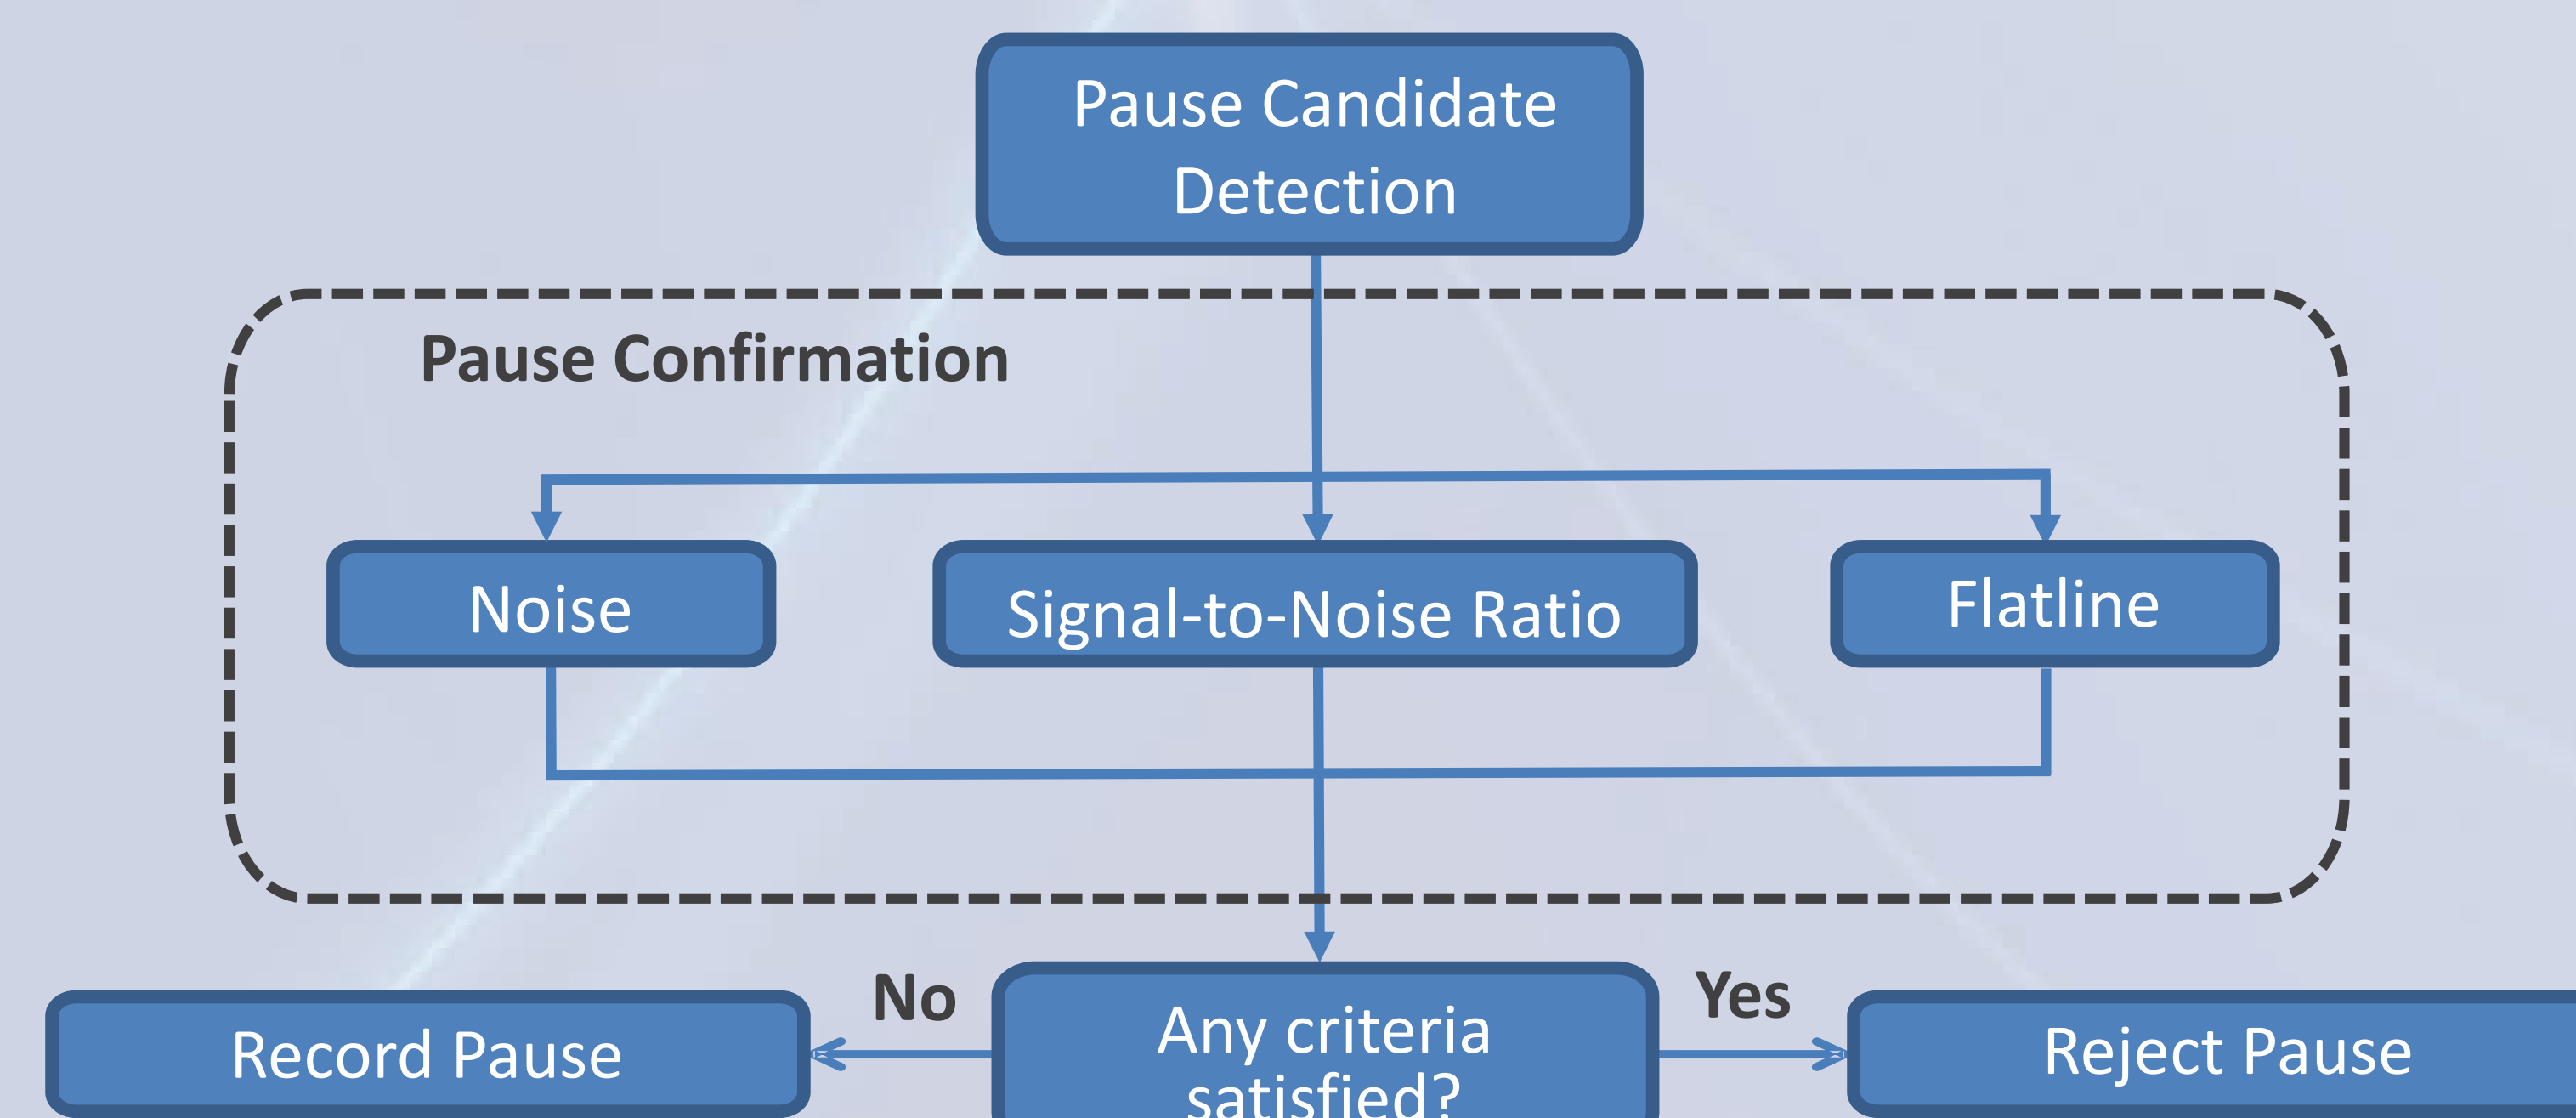 Pause Candidate
Detection
Pause Confirmation
Noise
Signal-to-Noise Ratio
Flatline
No
Yes
Record Pause
Any criteria
satisfied?
Reject Pause